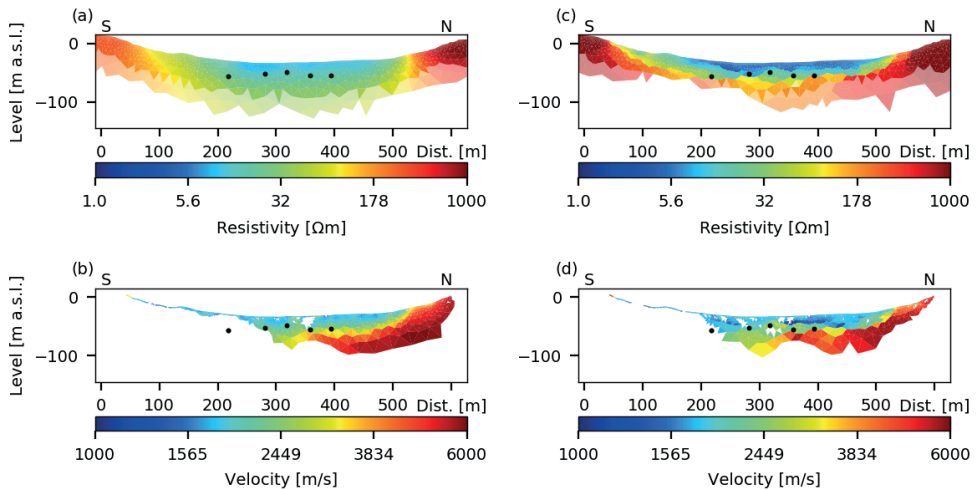 (a) S N
Level [m a.s.l.]
0
−100
0 100 200 300 400 500 Dist. [m]
1.0 5.6 32 178 1000
Resistivity [Ωm]
(c) S N
0
−100
0 100 200 300 400 500 Dist. [m]
1.0 5.6 32 178 1000
Resistivity [Ωm]
(b) S N
Level [m a.s.l.]
0
−100
0 100 200 300 400 500 Dist. [m]
1000 1565 2449 3834 6000
Velocity [m/s]
(d) S N
0
−100
0 100 200 300 400 500 Dist. [m]
1000 1565 2449 3834 6000
Velocity [m/s]